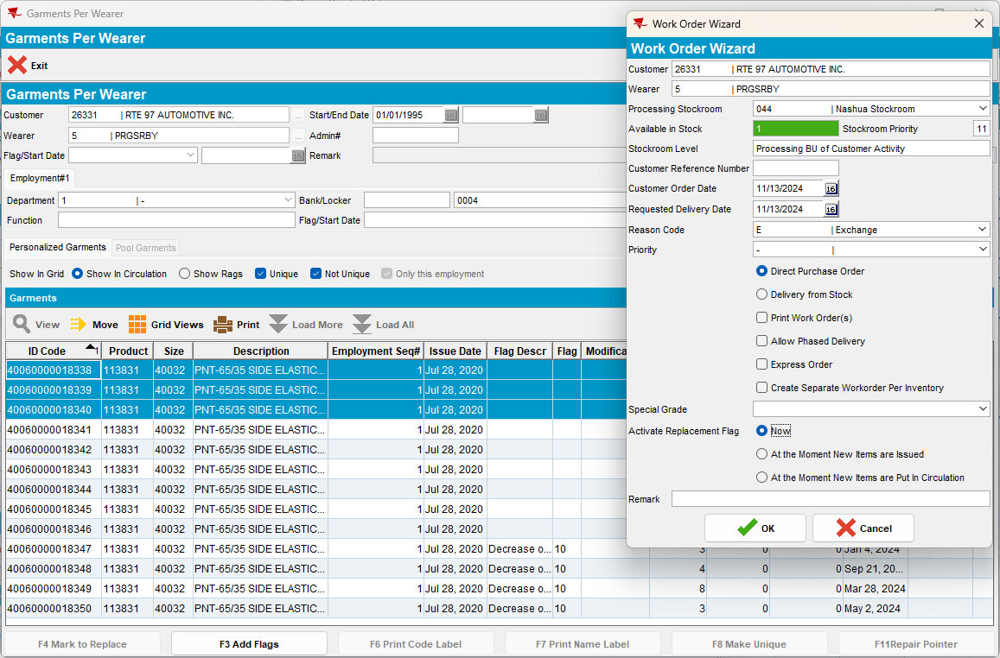 Garments Per Wearer
Garments Per Wearer
Exit
Garments Per Wearer
Customer 26331 | RTE 97 AUTOMOTIVE INC. ... Start/End Date 01/01/1995 16 16
Wearer 5 | PRGSRBY ... Admin#
Flag/Start Date 16 Remark
Employment#1
Department 1 | - Bank/Locker 0004
Function Flag/Start Date
Personalized Garments Pool Garments
Show In Grid Show In Circulation Show Rags Unique Not Unique Only this employment
Garments
View Move Grid Views Print Load More Load All
ID Code 1 Product Size Description Employment Seq# Issue Date Flag Descr Flag Modifica
40060000018338 113831 40032 PNT-65/35 SIDE ELASTIC... 1 Jul 28, 2020
40060000018339 113831 40032 PNT-65/35 SIDE ELASTIC... 1 Jul 28, 2020
40060000018340 113831 40032 PNT-65/35 SIDE ELASTIC... 1 Jul 28, 2020
40060000018341 113831 40032 PNT-65/35 SIDE ELASTIC... 1 Jul 28, 2020
40060000018342 113831 40032 PNT-65/35 SIDE ELASTIC... 1 Jul 28, 2020
40060000018343 113831 40032 PNT-65/35 SIDE ELASTIC... 1 Jul 28, 2020
40060000018344 113831 40032 PNT-65/35 SIDE ELASTIC... 1 Jul 28, 2020
40060000018345 113831 40032 PNT-65/35 SIDE ELASTIC... 1 Jul 28, 2020
40060000018346 113831 40032 PNT-65/35 SIDE ELASTIC... 1 Jul 28, 2020
40060000018347 113831 40032 PNT-65/35 SIDE ELASTIC... 1 Jul 28, 2020 Decrease o... 10 3 0 0 Jan 4, 2024
40060000018348 113831 40032 PNT-65/35 SIDE ELASTIC... 1 Jul 28, 2020 Decrease o... 10 4 0 0 Sep 21, 20...
40060000018349 113831 40032 PNT-65/35 SIDE ELASTIC... 1 Jul 28, 2020 Decrease o... 10 8 0 0 Mar 28, 2024
40060000018350 113831 40032 PNT-65/35 SIDE ELASTIC... 1 Jul 28, 2020 Decrease o... 10 3 0 0 May 2, 2024
F4 Mark to Replace F3 Add Flags F6 Print Code Label F7 Print Name Label F8 Make Unique F11Repair Pointer
Work Order Wizard
Work Order Wizard
Customer 26331 | RTE 97 AUTOMOTIVE INC.
Wearer 5 | PRGSRBY
Processing Stockroom 044 | Nashua Stockroom
Available in Stock 1 Stockroom Priority 11
Stockroom Level Processing BU of Customer Activity
Customer Reference Number
Customer Order Date 11/13/2024 16
Requested Delivery Date 11/13/2024 16
Reason Code E | Exchange
Priority - |
Direct Purchase Order
Delivery from Stock
Print Work Order(s)
Allow Phased Delivery
Express Order
Create Separate Workorder Per Inventory
Special Grade
Activate Replacement Flag Now
At the Moment New Items are Issued
At the Moment New Items are Put In Circulation
Remark
OK Cancel